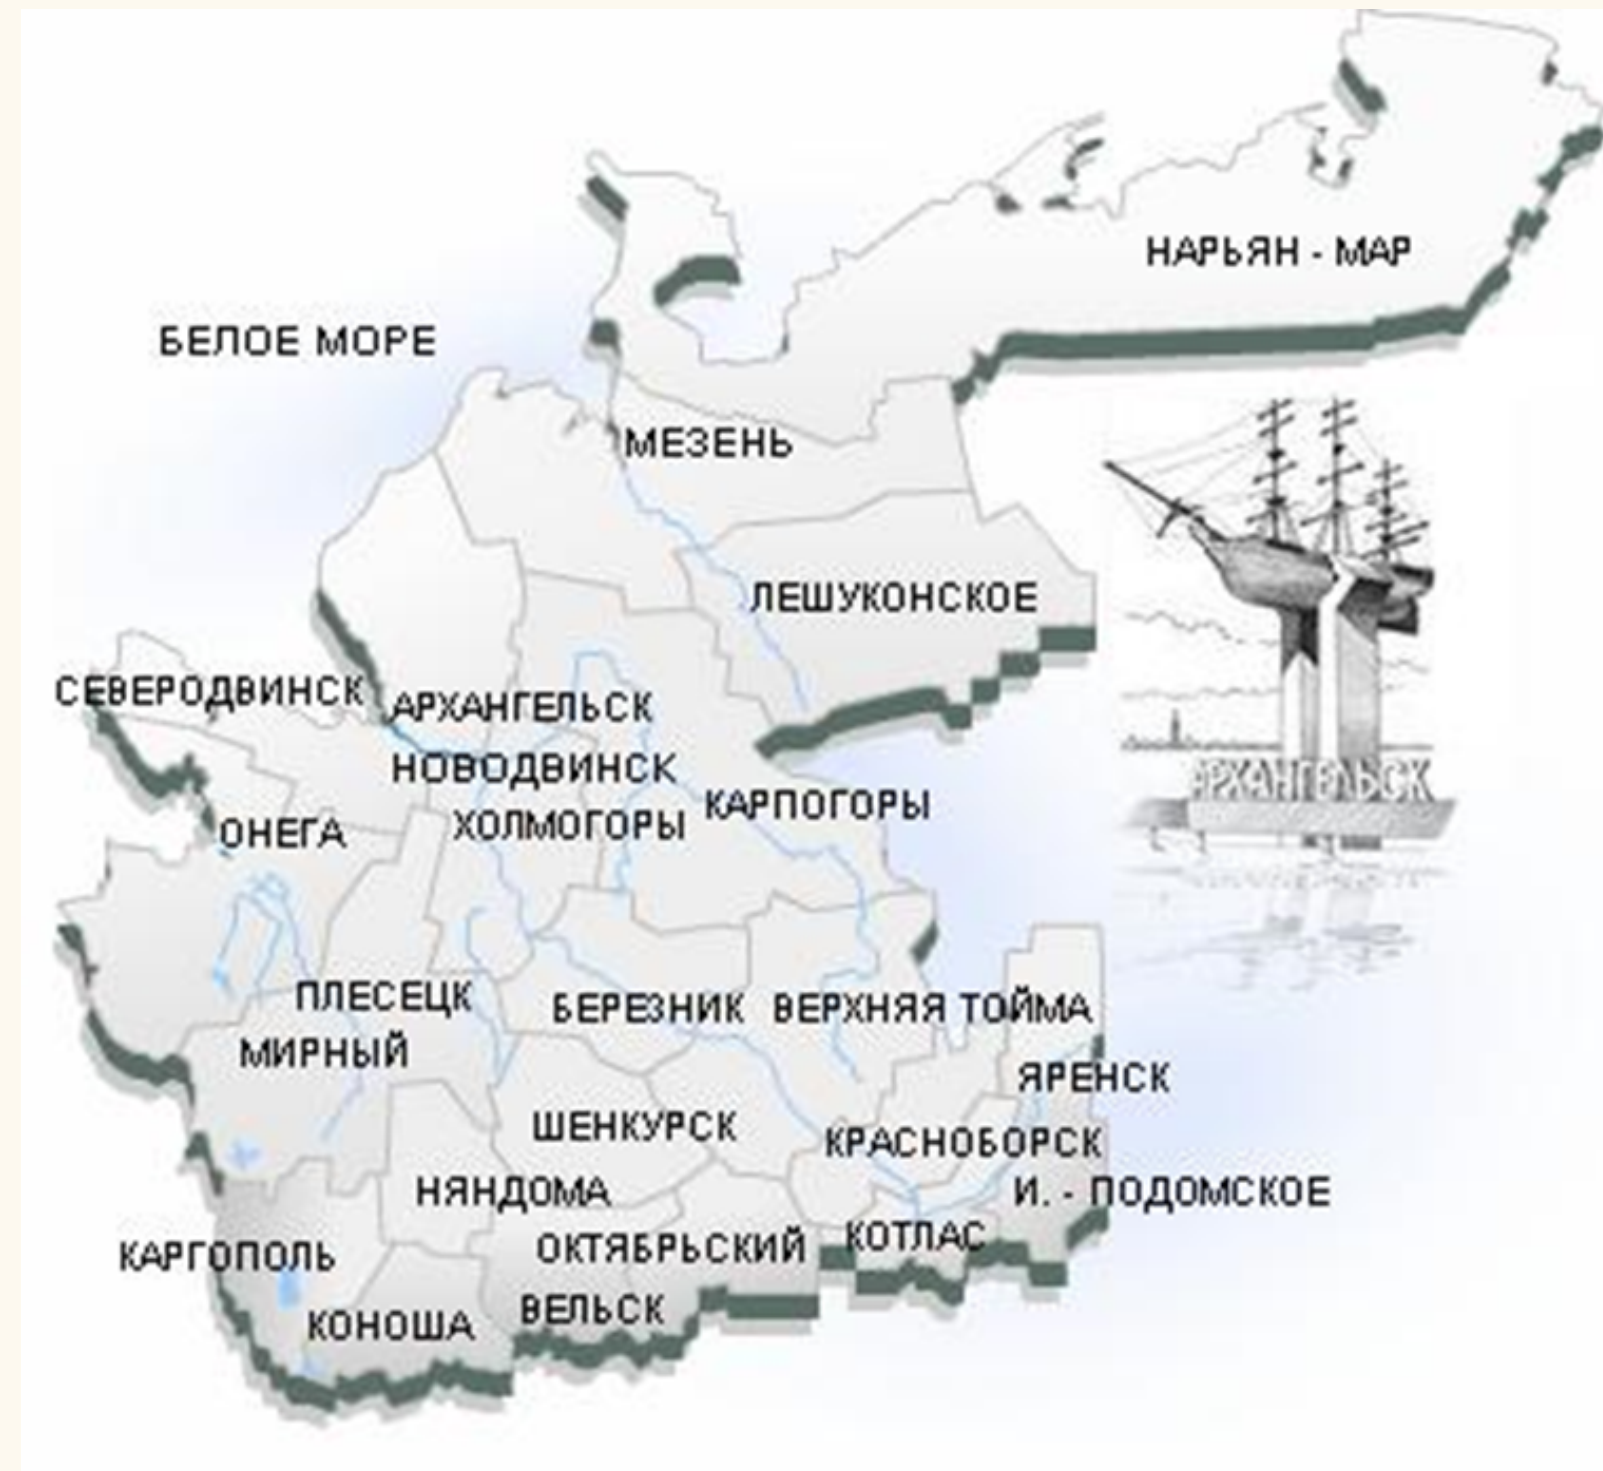 НАРЬЯН - МАР
БЕЛОЕ МОРЕ
МЕЗЕНЬ
ЛЕШУКОНСКОЕ
СЕВЕРОДВИНСК
АРХАНГЕЛЬСК
НОВОДВИНСК
АРХАНГЕЛЬСК
КАРПОГОРЫ
ХОЛМОГОРЫ
ОНЕГА
ПЛЕСЕЦК
БЕРЕЗНИК
ВЕРХНЯЯ ТОЙМА
МИРНЫЙ
ЯРЕНСК
ШЕНКУРСК
КРАСНОБОРСК
НЯНДОМА
И. - ПОДОМСКОЕ
КОТЛАС
ОКТЯБРЬСКИЙ
КАРГОПОЛЬ
ВЕЛЬСК
КОНОША